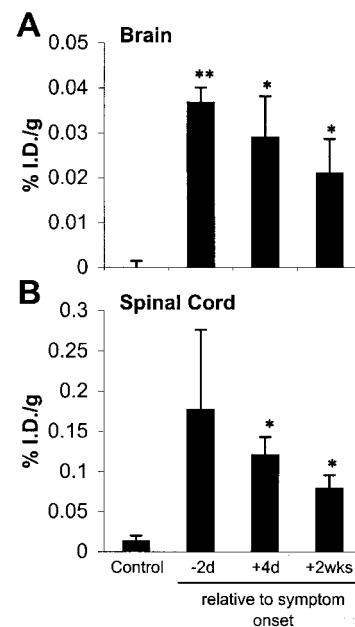 A Brain
0.05
0.04
0.03
0.02
0.01
0
% I.D./g
**
*
*
B Spinal Cord
0.3
0.25
0.2
0.15
0.1
0.05
0
% I.D./g
*
*
Control -2d +4d +2wks
relative to symptom
onset